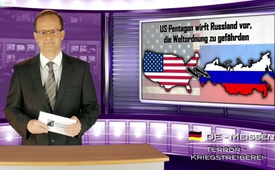 US Pentagon wirft Russland vor,
die Weltordnung zu gefährden
DE - MEISSEN
TERROR -
KRIEGSTREIBEREI